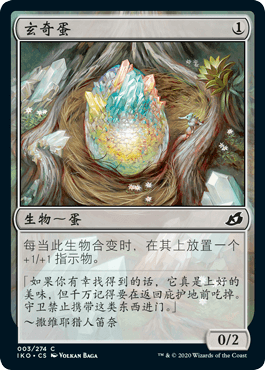 玄奇蛋 1
生物～蛋
每当此生物合变时，在其上放置一个
+1/+1指示物。
「如果你有幸找得到的话，它真是上好的
美味，但千万记得要在返回庇护地前吃掉。
守卫禁止携带这类东西进门。」
～撒维耶猎人笛奈
003/274 C
IKO • CS VOLKAN BAGA
0/2
™ & © 2020 Wizards of the Coast